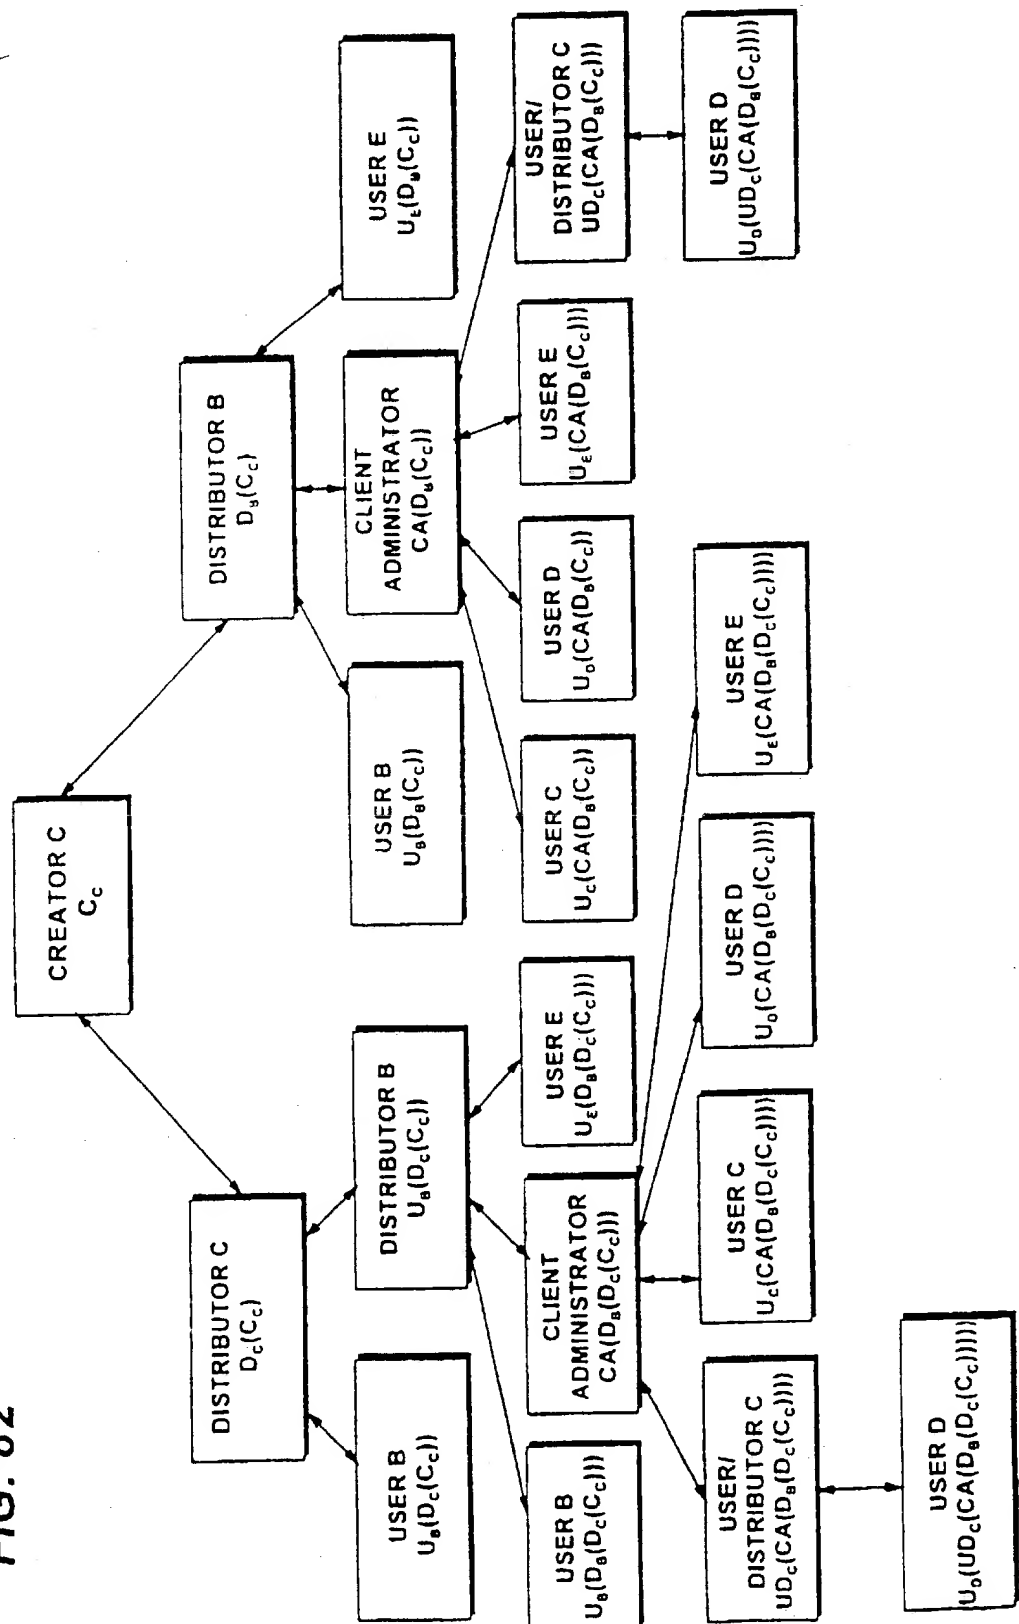 FIG. 82
CREATOR C
C_C
DISTRIBUTOR C
D_C(C_C)
DISTRIBUTOR B
D_B(C_C)
USER B
U_B(D_C(C_C))
DISTRIBUTOR B
U_B(D_C(C_C))
USER B
U_B(D_B(C_C))
CLIENT
ADMINISTRATOR
CA(D_B(C_C))
USER E
U_E(D_B(C_C))
USER B
U_B(D_B(D_C(C_C)))
CLIENT
ADMINISTRATOR
CA(D_B(D_C(C_C)))
USER E
U_E(D_B(D_C(C_C)))
USER C
U_C(CA(D_B(C_C))
USER D
U_D(CA(D_B(C_C))
USER E
U_E(CA(D_B(C_C)))
USER/
DISTRIBUTOR C
UD_C(CA(D_B(C_C)))
USER/
DISTRIBUTOR C
UD_C(CA(D_B(D_C(C_C))))
USER C
U_C(CA(D_B(D_C(C_C))))
USER D
U_D(CA(D_B(D_C(C_C))))
USER E
U_E(CA(D_B(D_C(C_C))))
USER D
U_D(UD_C(CA(D_B(C_C))))
USER D
U_D(UD_C(CA(D_B(D_C(C_C)))))